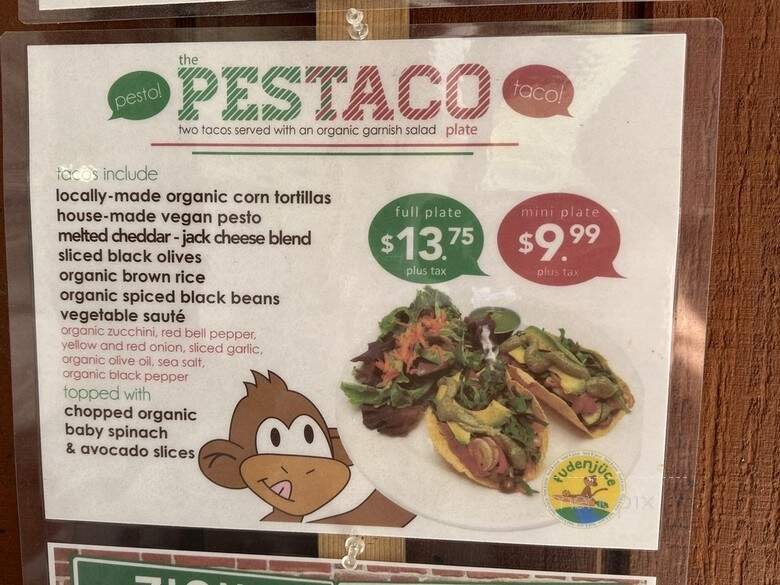 the
pesto!
PESTACO
taco!
two tacos served with an organic garnish salad plate
tacos include
locally-made organic corn tortillas
house-made vegan pesto
melted cheddar - jack cheese blend
sliced black olives
organic brown rice
organic spiced black beans
vegetable sauté
organic zucchini, red bell pepper,
yellow and red onion, sliced garlic,
organic olive oil, sea salt,
organic black pepper
topped with
chopped organic
baby spinach
& avocado slices
full plate
$13.75
plus tax
mini plate
$9.99
plus tax
fudenjüce